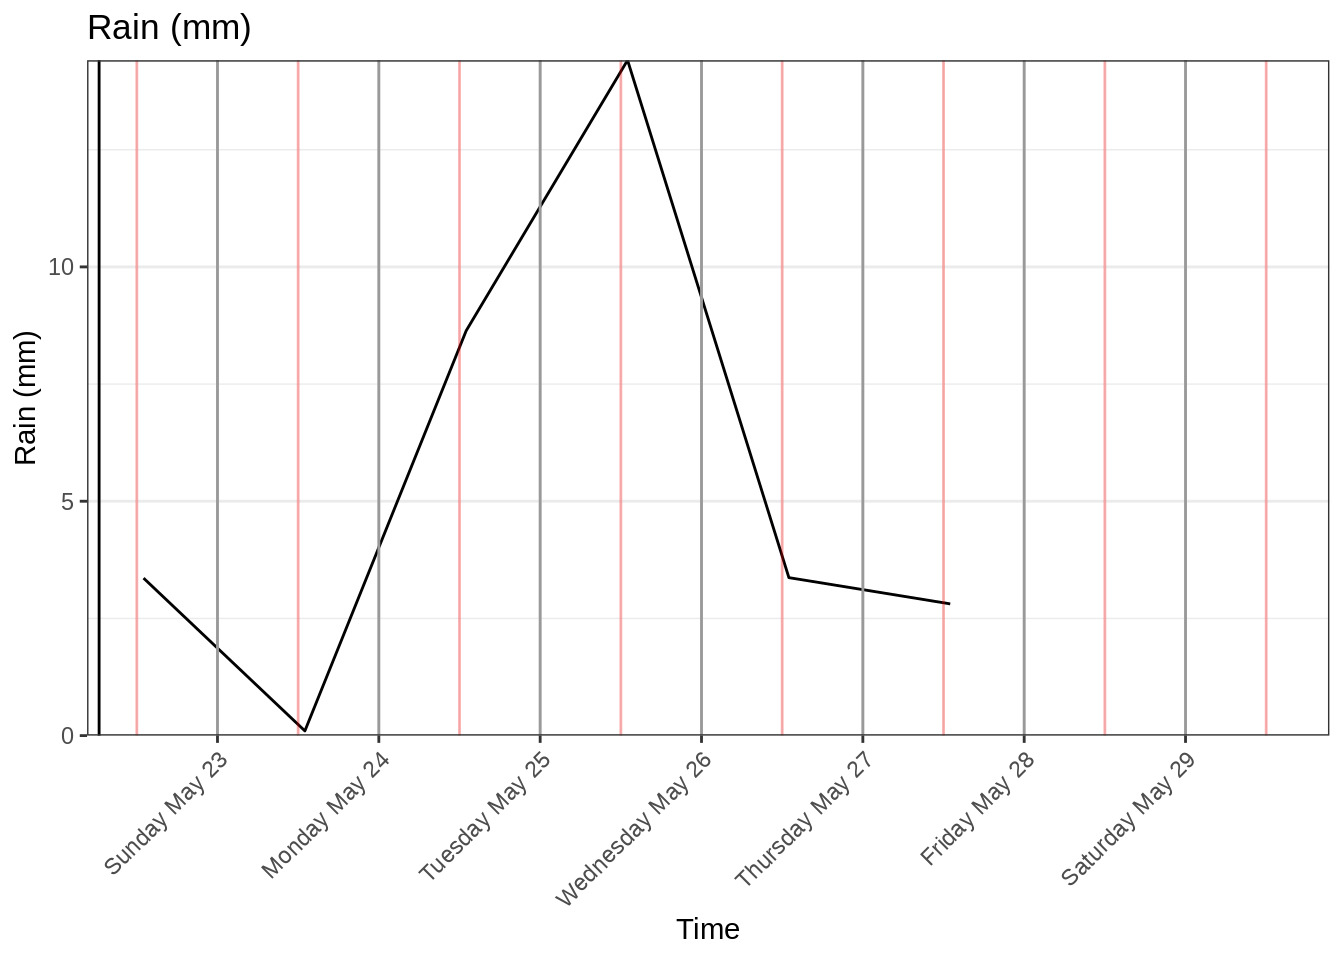 Rain (mm)
Rain (mm)
10
5
0
Sunday May 23
Monday May 24
Tuesday May 25
Wednesday May 26
Thursday May 27
Friday May 28
Saturday May 29
Time